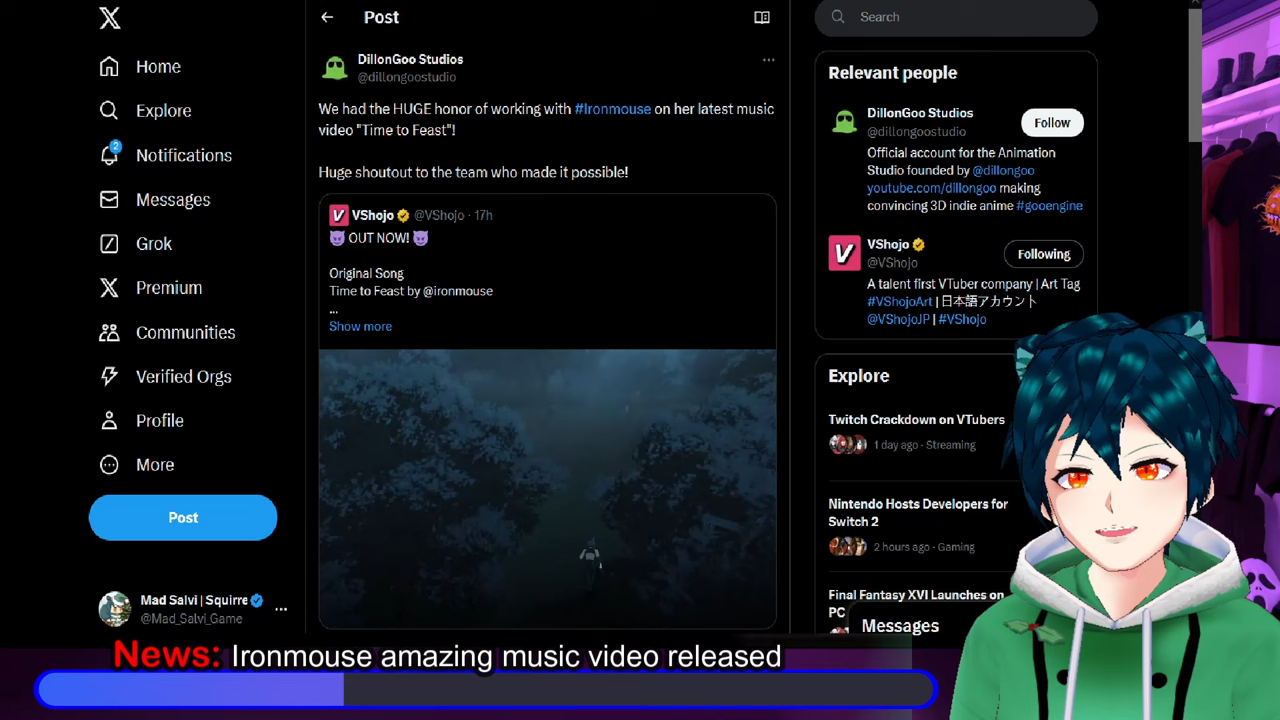 Home
Explore
2
Notifications
Messages
Grok
Premium
Communities
Verified Orgs
Profile
More
Post
Mad Salvi | Squirre
@Mad_Salvi_Game
Post
DillonGoo Studios
@dillongoostudio
We had the HUGE honor of working with #Ironmouse on her latest music
video "Time to Feast"!
Huge shoutout to the team who made it possible!
V VShojo @VShojo · 17h
😈 OUT NOW! 😈
Original Song
Time to Feast by @ironmouse
...
Show more
Search
Relevant people
DillonGoo Studios
@dillongoostudio
Follow
Official account for the Animation
Studio founded by @dillongoo
youtube.com/dillongoo making
convincing 3D indie anime #gooengine
V
VShojo
@VShojo
Following
A talent first VTuber company | Art Tag
#VShojoArt | 日本語アカウント
@VShojoJP | #VShojo
Explore
Twitch Crackdown on VTubers
1 day ago · Streaming
Nintendo Hosts Developers for
Switch 2
2 hours ago · Gaming
Final Fantasy XVI Launches on
PC
Messages
News: Ironmouse amazing music video released